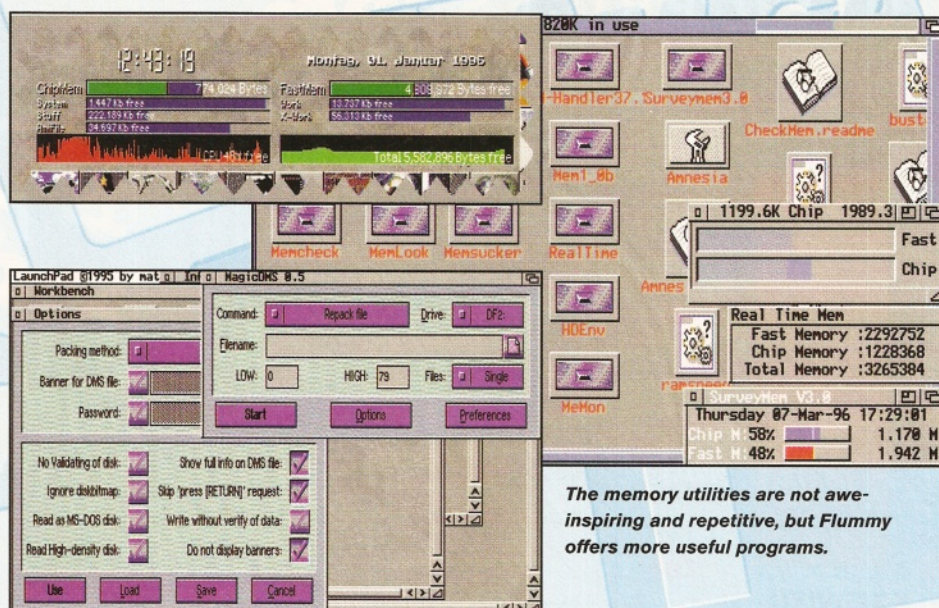 12:43:19
Montag, 01. Januar 1996
ChipMem 774,024 Bytes
System 1.447 Kb free
Stuff 222.189 Kb free
34.697 Kb free
CPU
FastMem 4,808,872 Bytes free
Work 13.737 Kb free
X-Work 56.313 Kb free
Total 5,582,896 Bytes free
820K in use
-Handler37.
Surveymem3.0
CheckMem.readme
Mem1_0b
Amnesia
Memcheck
MemLook
Memsucker
RealTime
Amnes
HDEnv
MeMon
1199.6K Chip 1989.3
Fast
Chip
Real Time Mem
Fast Memory :2292752
Chip Memory :1228368
Total Memory :3265384
SurveyMem V3.0
Thursday 07-Mar-96 17:29:01
Chip M:58% 1.170 M
Fast M:48% 1.942 M
LaunchPad ©1995 by mat
Inf
Workbench
Options
Packing method:
Banner for DMS file:
Password:
No Validating of disk:
Ignore diskbitmap:
Read as MS-DOS disk:
Read High-density disk:
Show full info on DMS file:
Skip 'press [RETURN]' request:
Write without verify of data:
Do not display banners:
Use
Load
Save
Cancel
MagicDMS 0.5
Command: Repack file
Drive: DF2:
Filename:
LOW: 0
HIGH: 79
Files: Single
Start
Options
Preferences
The memory utilities are not awe-
inspiring and repetitive, but Flummy
offers more useful programs.